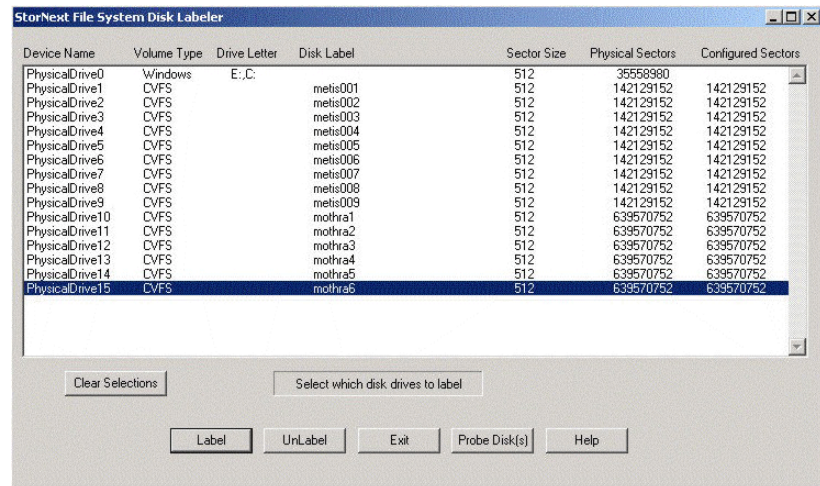 StorNext File System Disk Labeler
Device Name Volume Type Drive Letter Disk Label Sector Size Physical Sectors Configured Sectors
PhysicalDrive0 Windows E:,C: 512 35558980
PhysicalDrive1 CVFS metis001 512 142129152 142129152
PhysicalDrive2 CVFS metis002 512 142129152 142129152
PhysicalDrive3 CVFS metis003 512 142129152 142129152
PhysicalDrive4 CVFS metis004 512 142129152 142129152
PhysicalDrive5 CVFS metis005 512 142129152 142129152
PhysicalDrive6 CVFS metis006 512 142129152 142129152
PhysicalDrive7 CVFS metis007 512 142129152 142129152
PhysicalDrive8 CVFS metis008 512 142129152 142129152
PhysicalDrive9 CVFS metis009 512 142129152 142129152
PhysicalDrive10 CVFS mothra1 512 639570752 639570752
PhysicalDrive11 CVFS mothra2 512 639570752 639570752
PhysicalDrive12 CVFS mothra3 512 639570752 639570752
PhysicalDrive13 CVFS mothra4 512 639570752 639570752
PhysicalDrive14 CVFS mothra5 512 639570752 639570752
PhysicalDrive15 CVFS mothra6 512 639570752 639570752
Clear Selections Select which disk drives to label
Label UnLabel Exit Probe Disk(s) Help